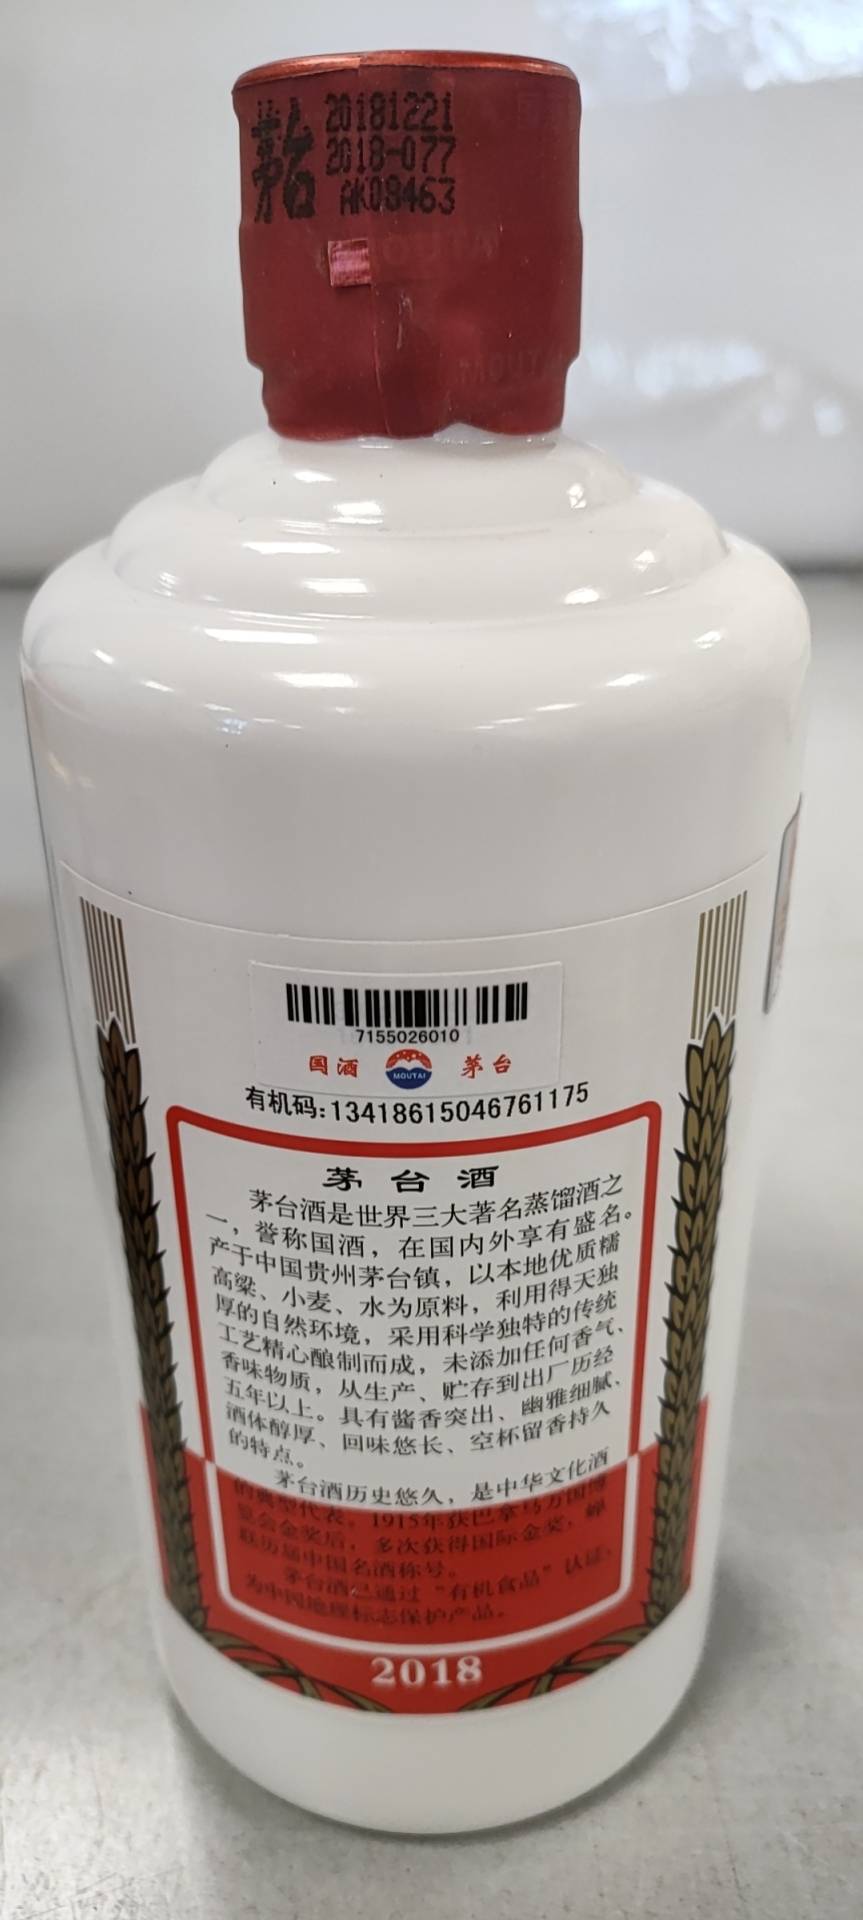 茅台
20181221
2018-077
AK08463
MOUTAI
MOUTAI
7155026010
国酒 MOUTAI 茅台
有机码:13418615046761175
茅台酒
茅台酒是世界三大著名蒸馏酒之
一，誉称国酒，在国内外享有盛名。
产于中国贵州茅台镇，以本地优质糯
高粱、小麦、水为原料，利用得天独
厚的自然环境，采用科学独特的传统
工艺精心酿制而成，未添加任何香气、
香味物质，从生产、贮存到出厂历经
五年以上。具有酱香突出、幽雅细腻、
酒体醇厚、回味悠长、空杯留香持久
的特点。
茅台酒历史悠久，是中华文化酒
的典型代表。1915年获巴拿马万国博
览会金奖后，多次获得国际金奖，蝉
联历届中国名酒称号。
茅台酒已通过“有机食品”认证，
为中国地理标志保护产品。
2018